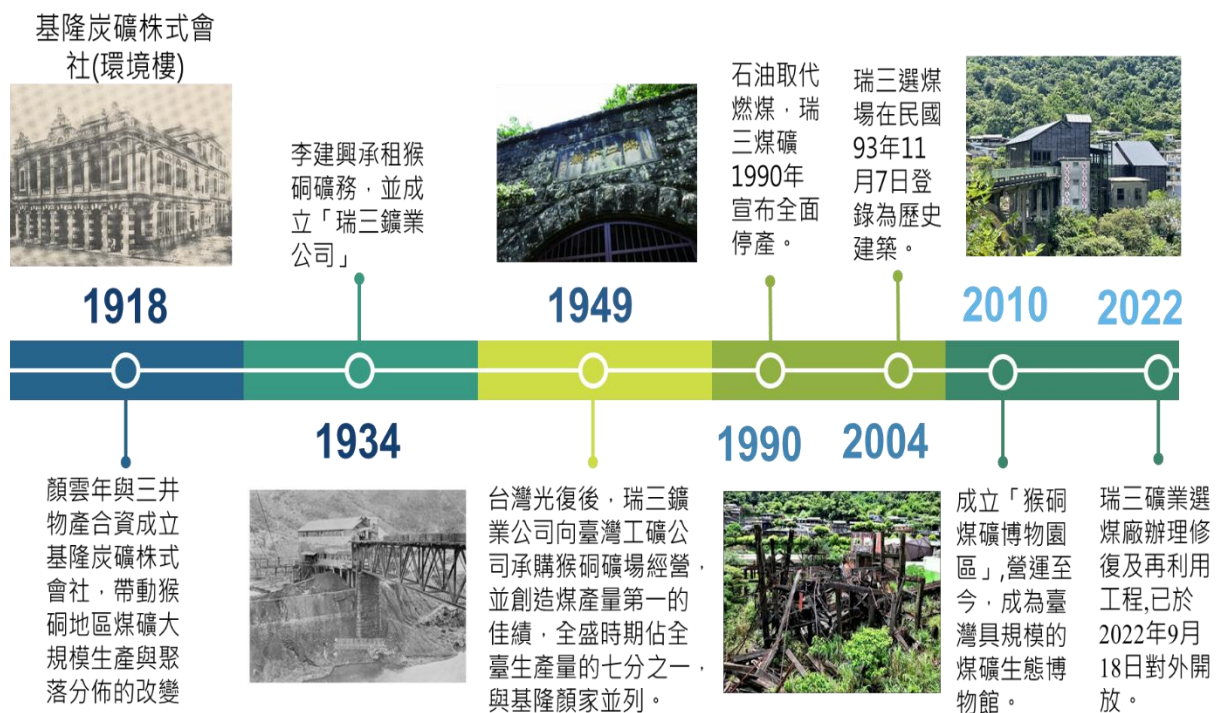 基隆炭礦株式會
社(環境樓)
1918
顏雲年與三井
物產合資成立
基隆炭礦株式
會社，帶動猴
硐地區煤礦大
規模生產與聚
落分佈的改變
李建興承租猴
硐礦務，並成
立「瑞三鑛業
公司」
1934
1949
台灣光復後，瑞三鑛
業公司向臺灣工礦公
司承購猴硐礦場經營，
並創造煤產量第一的
佳績，全盛時期佔全
臺生產量的七分之一，
與基隆顏家並列。
石油取代
燃煤，瑞
三煤礦
1990年
宣布全面
停產。
1990
瑞三選煤
場在民國
93年11
月7日登
錄為歷史
建築。
2004
2010
成立「猴硐
煤礦博物園
區」,營運至
今，成為臺
灣具規模的
煤礦生態博
物館。
2022
瑞三礦業選
煤廠辦理修
復及再利用
工程,已於
2022年9月
18日對外開
放。